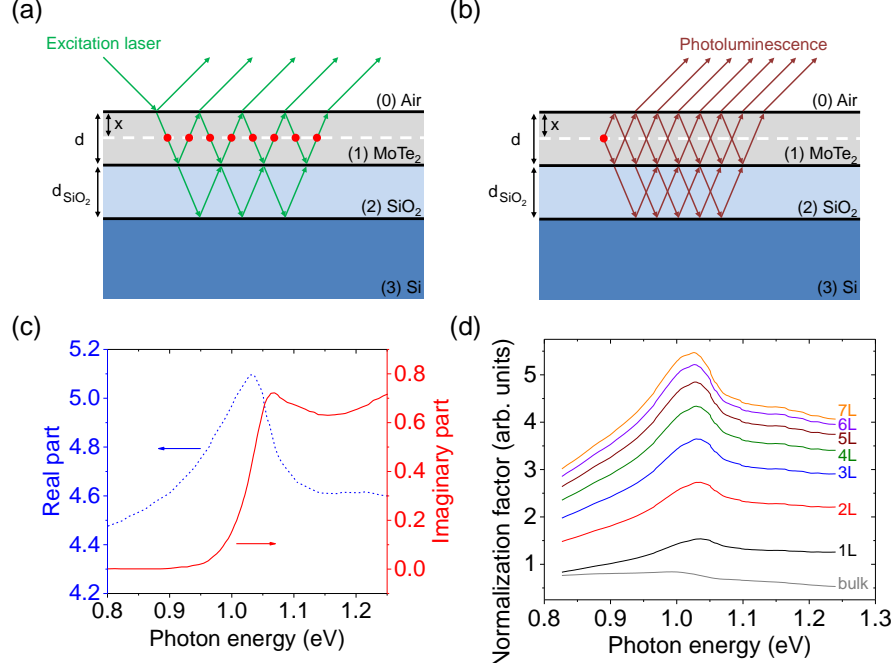 (a)
Excitation laser
(0) Air
x
d
(1) MoTe₂
d_SiO₂
(2) SiO₂
(3) Si
(b)
Photoluminescence
(0) Air
x
d
(1) MoTe₂
d_SiO₂
(2) SiO₂
(3) Si
(c)
5.2
5.0
4.8
4.6
4.4
4.2
Real part
0.8
0.6
0.4
0.2
0.0
Imaginary part
0.8 0.9 1.0 1.1 1.2
Photon energy (eV)
(d)
Normalization factor (arb. units)
5
4
3
2
1
7L
6L
5L
4L
3L
2L
1L
bulk
0.8 0.9 1.0 1.1 1.2 1.3
Photon energy (eV)